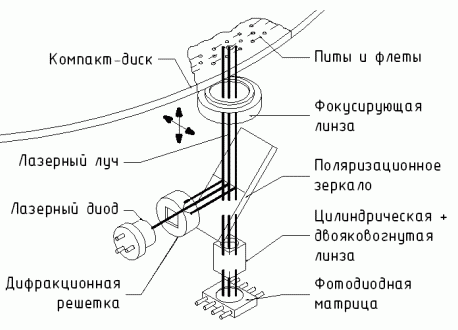 Компакт-диск
Питы и флеты
Фокусирующая
линза
Лазерный луч
Поляризационное
зеркало
Лазерный диод
Цилиндрическая +
двояковогнутая
линза
Дифракционная
решетка
Фотодиодная
матрица